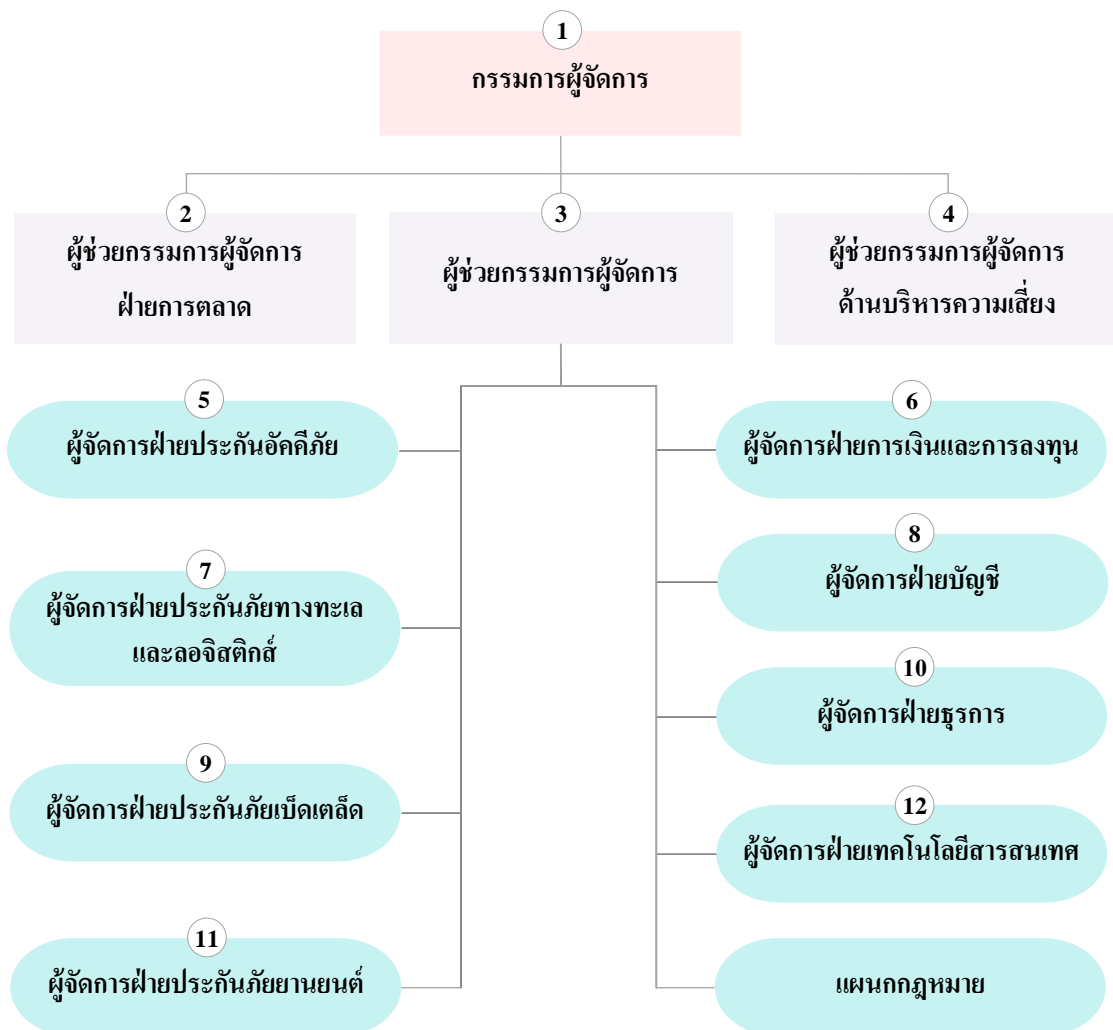 1
กรรมการผู้จัดการ
2
ผู้ช่วยกรรมการผู้จัดการ
ฝ่ายการตลาด
3
ผู้ช่วยกรรมการผู้จัดการ
4
ผู้ช่วยกรรมการผู้จัดการ
ด้านบริหารความเสี่ยง
5
ผู้จัดการฝ่ายประกันอัคคีภัย
6
ผู้จัดการฝ่ายการเงินและการลงทุน
7
ผู้จัดการฝ่ายประกันภัยทางทะเล
และลอจิสติกส์
8
ผู้จัดการฝ่ายบัญชี
9
ผู้จัดการฝ่ายประกันภัยเบ็ดเตล็ด
10
ผู้จัดการฝ่ายธุรการ
11
ผู้จัดการฝ่ายประกันภัยยานยนต์
12
ผู้จัดการฝ่ายเทคโนโลยีสารสนเทศ
แผนกกฎหมาย